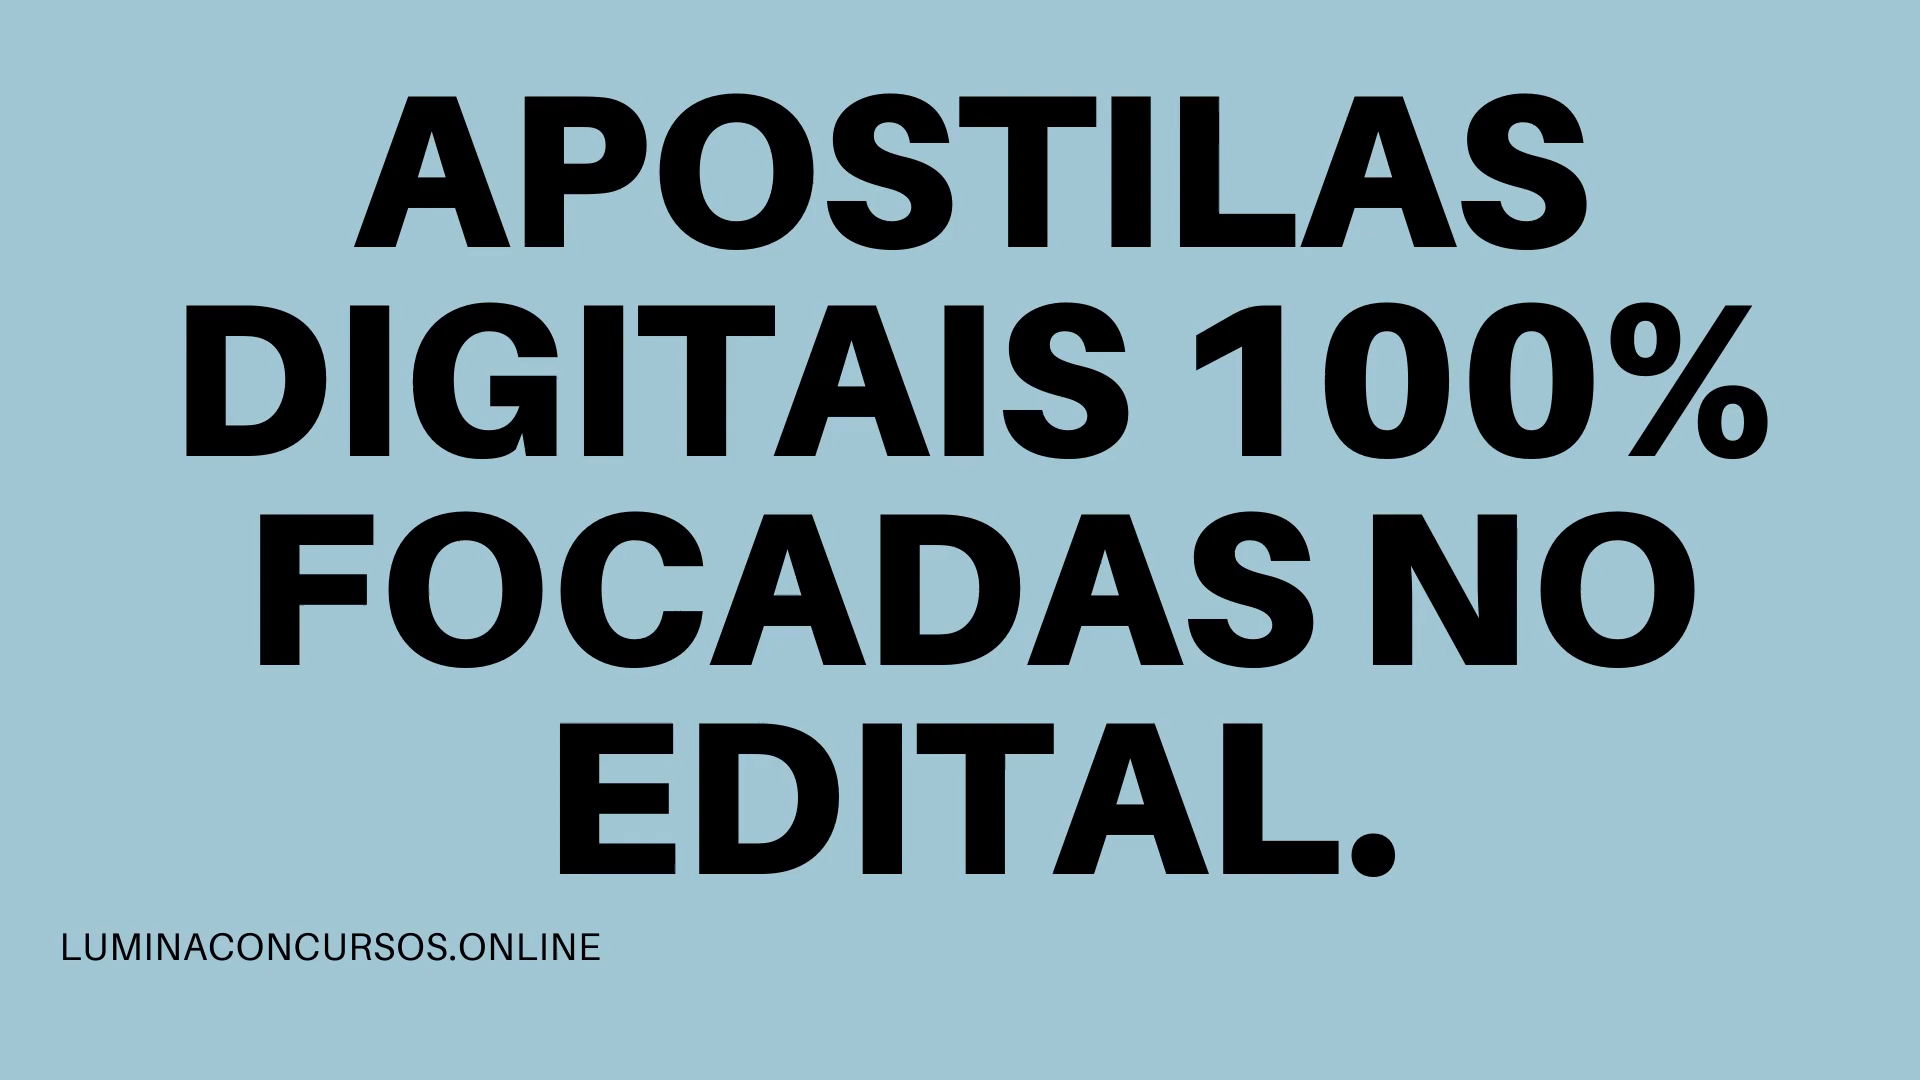 APOSTILAS
DIGITAIS 100%
FOCADAS NO
EDITAL.
LUMINACONCURSOS.ONLINE